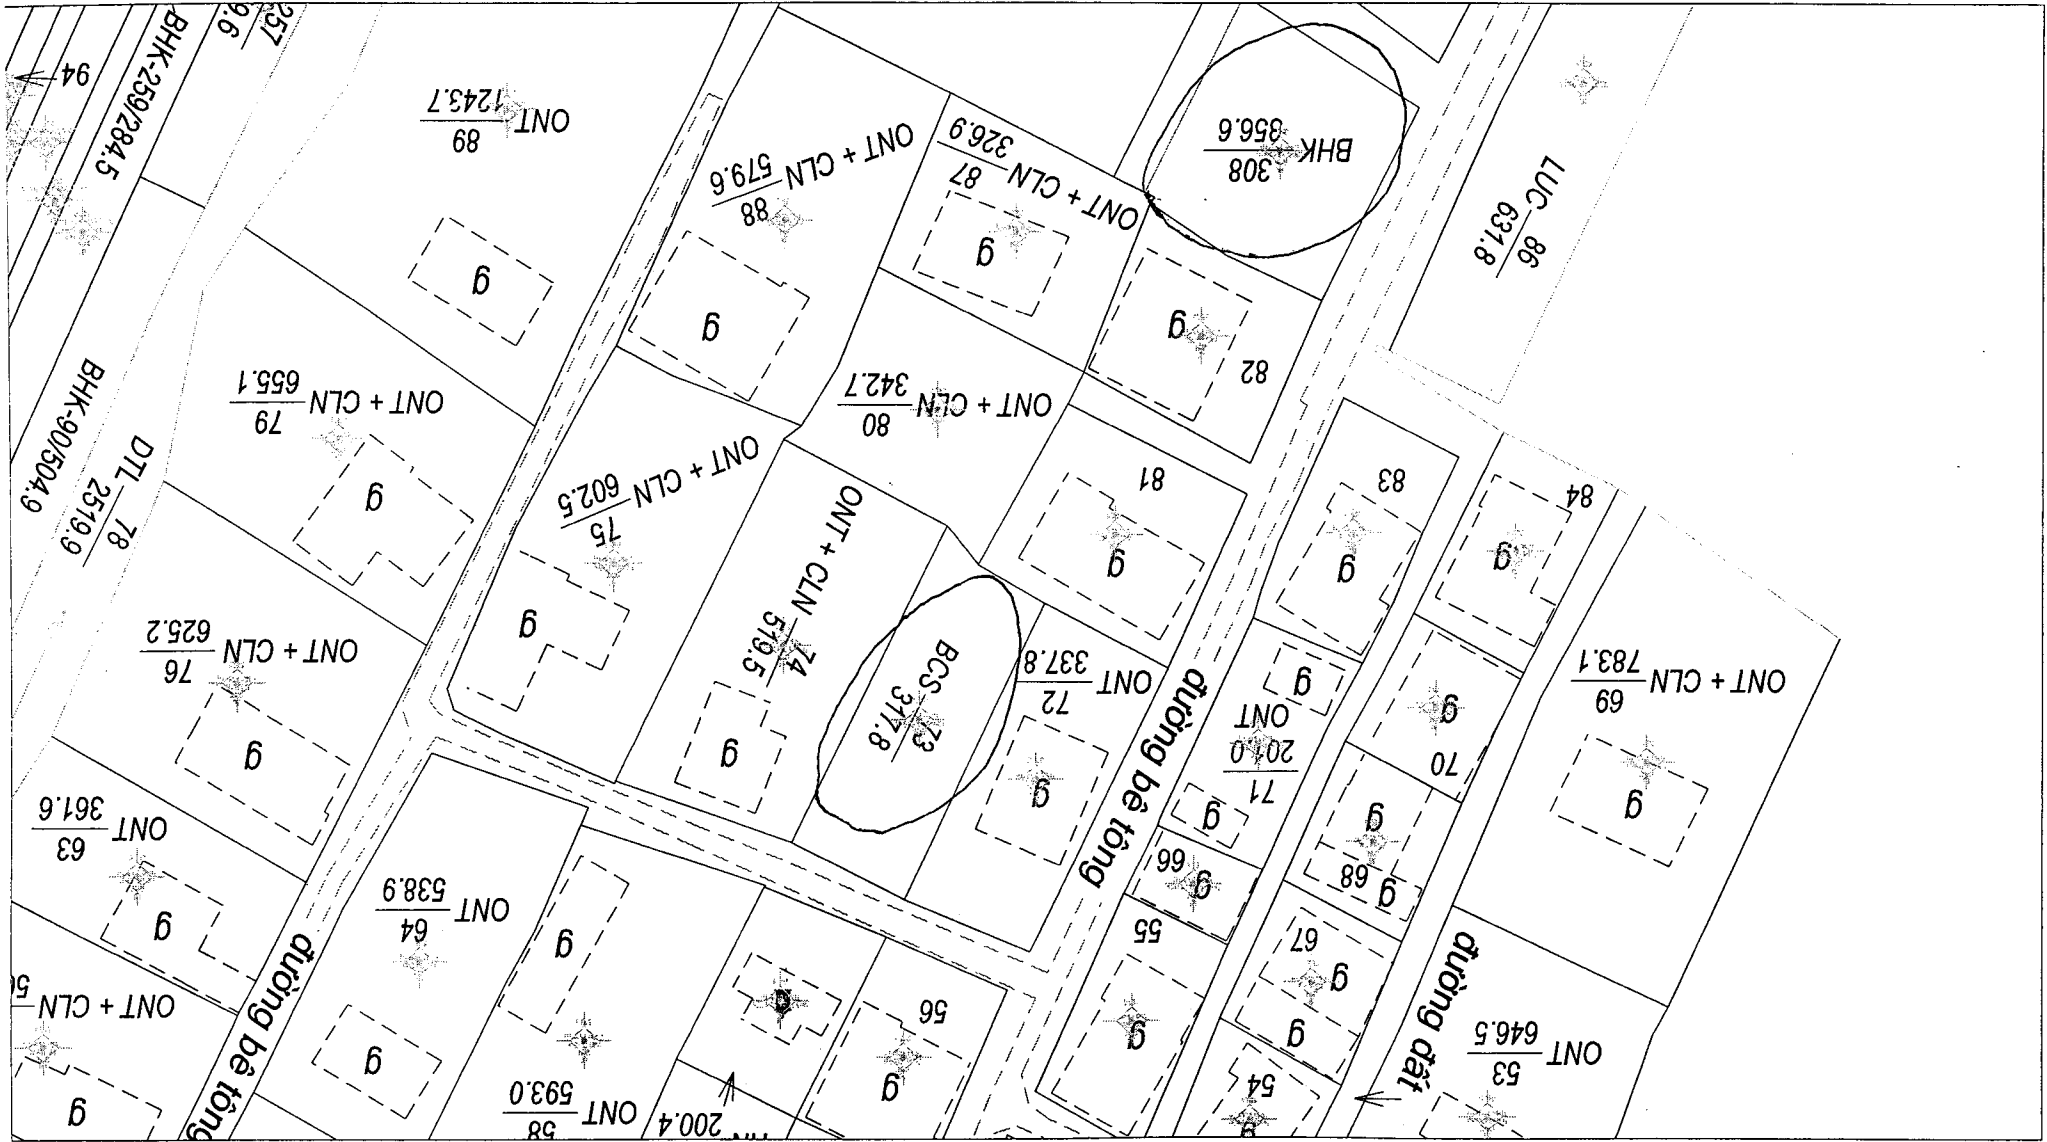 54
g
53
ONT 646.5
200.4
58
ONT 593.0
g
g
g
56
g
g
g
ONT + CLN
đường đất
67
g
g
55
g
64
ONT 538.9
đường bê tông
g
68
g
g
66
g
g
g
63
ONT 361.6
g
69
ONT + CLN 783.1
70
g
71
201.0
ONT
g
g
đường bê tông
72
ONT 337.8
g
73
BCS 317.8
g
74
ONT + CLN 519.5
g
76
ONT + CLN 625.2
g
84
g
83
g
81
g
75
ONT + CLN 602.5
g
79
ONT + CLN 655.1
78
DTL 2519.9
BHK-90/504.9
82
g
80
ONT + CLN 342.7
g
g
86
LUC 631.8
308
BHK 356.6
87
ONT + CLN 326.9
g
88
ONT + CLN 579.6
89
ONT 1243.7
BHK-259/284.5
94
257